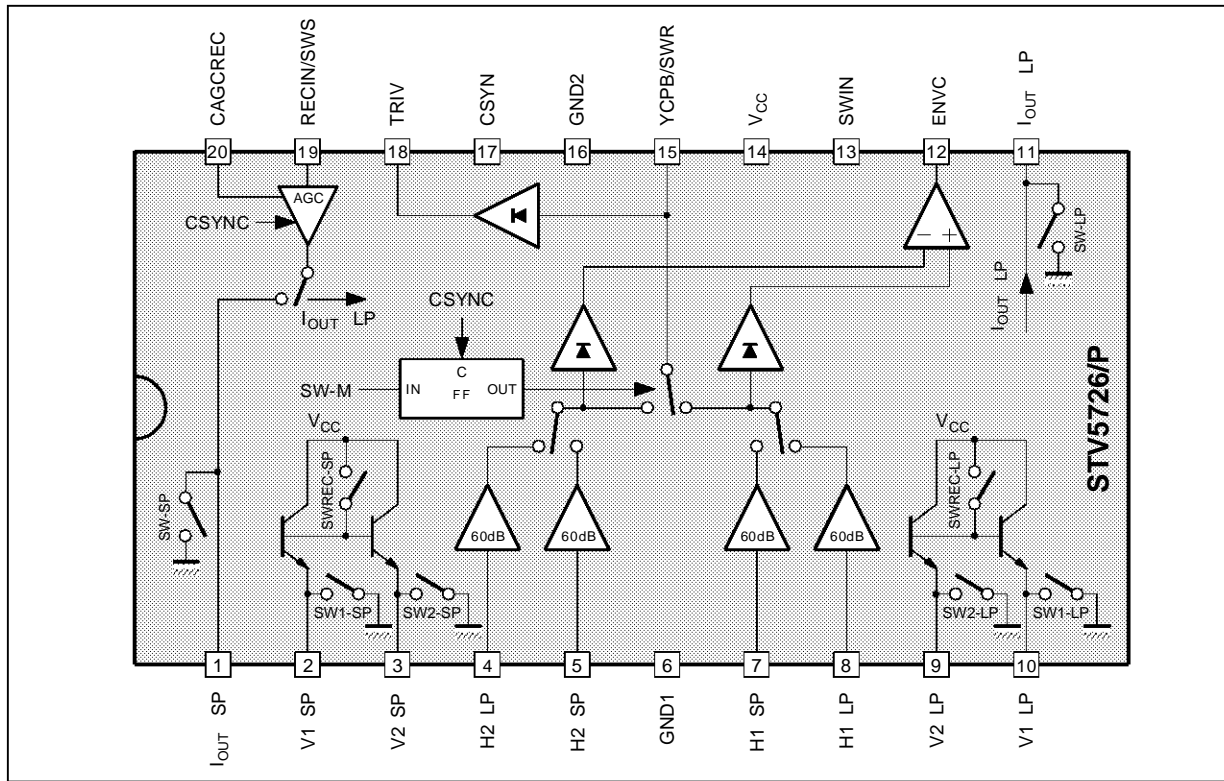 CAGCREC
RECIN/SWS
TRIV
CSYN
GND2
YCPB/SWR
VCC
SWIN
ENVC
IOUT LP
20
19
18
17
16
15
14
13
12
11
AGC
CSYNC
IOUT LP
SW-LP
IOUT LP
CSYNC
C
SW-M
IN
FF
OUT
STV5726/P
VCC
VCC
SW-SP
SWREC-SP
SWREC-LP
60dB
60dB
60dB
60dB
SW1-SP
SW2-SP
SW2-LP
SW1-LP
1
2
3
4
5
6
7
8
9
10
IOUT SP
V1 SP
V2 SP
H2 LP
H2 SP
GND1
H1 SP
H1 LP
V2 LP
V1 LP